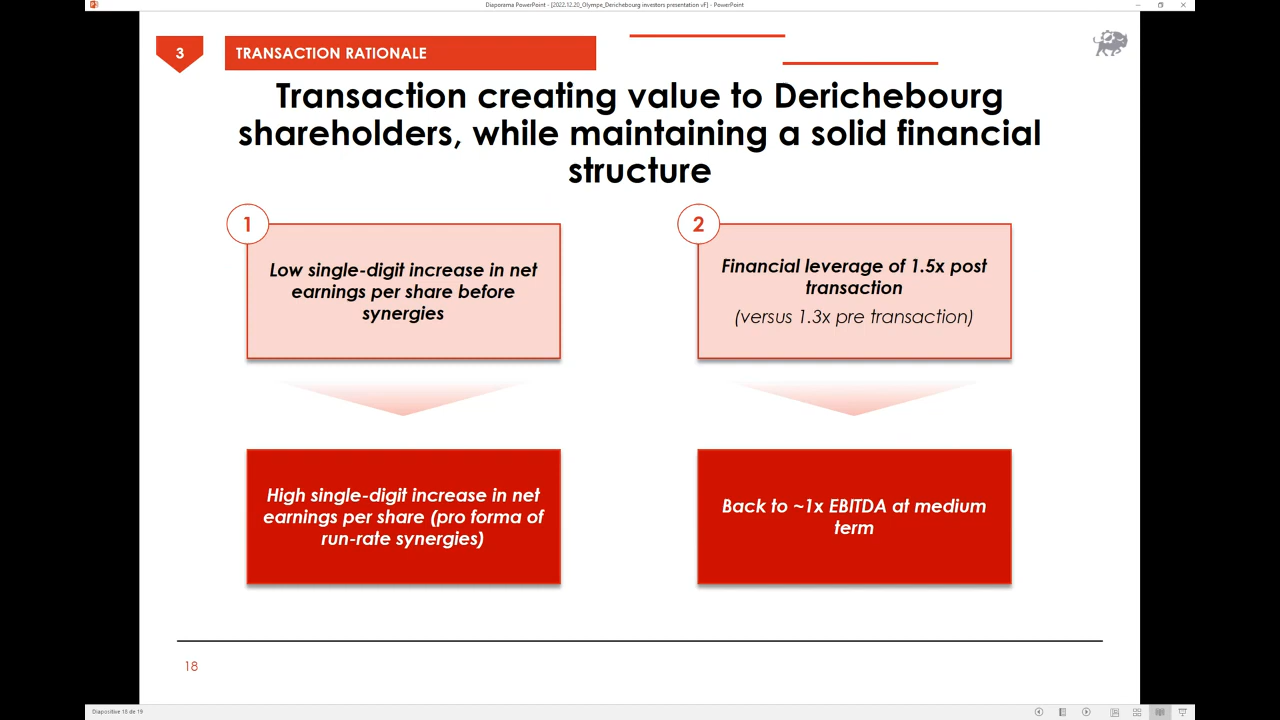 Diaporama PowerPoint - [2022.12.20_Olympe_Derichebourg investors presentation vF] - PowerPoint
3
TRANSACTION RATIONALE
Transaction creating value to Derichebourg
shareholders, while maintaining a solid financial
structure
1
Low single-digit increase in net
earnings per share before
synergies
2
Financial leverage of 1.5x post
transaction
(versus 1.3x pre transaction)
High single-digit increase in net
earnings per share (pro forma of
run-rate synergies)
Back to ~1x EBITDA at medium
term
18
Diapositive 18 de 19